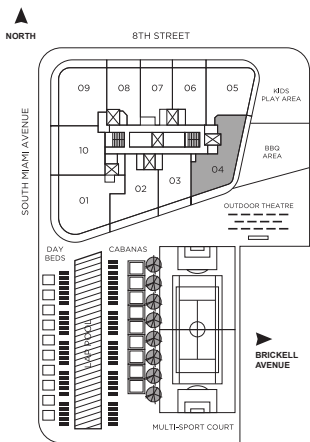 NORTH
8TH STREET
SOUTH MIAMI AVENUE
09
08
07
06
05
KIDS
PLAY AREA
10
BBQ
AREA
04
03
02
01
OUTDOOR THEATRE
DAY
BEDS
CABANAS
LAP POOL
BRICKELL
AVENUE
MULTI-SPORT COURT